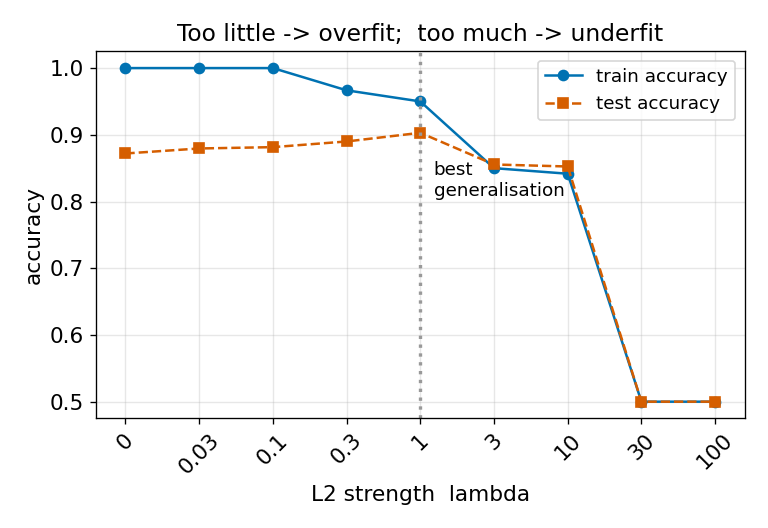 Too little -> overfit;  too much -> underfit
train accuracy
test accuracy
best
generalisation
accuracy
1.0
0.9
0.8
0.7
0.6
0.5
0
0.03
0.1
0.3
1
3
10
30
100
L2 strength  lambda